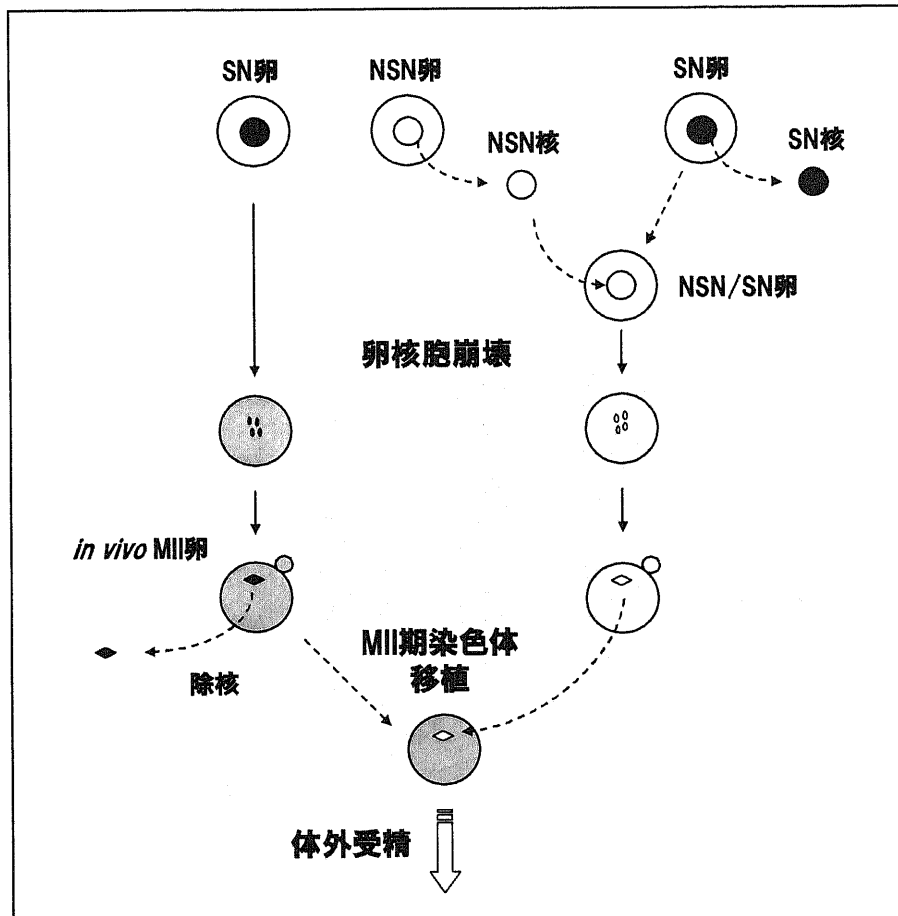 SN卵
NSN卵
SN卵
NSN核
SN核
NSN/SN卵
卵核胞崩壊
in vivo MII卵
MII期染色体
移植
除核
体外受精